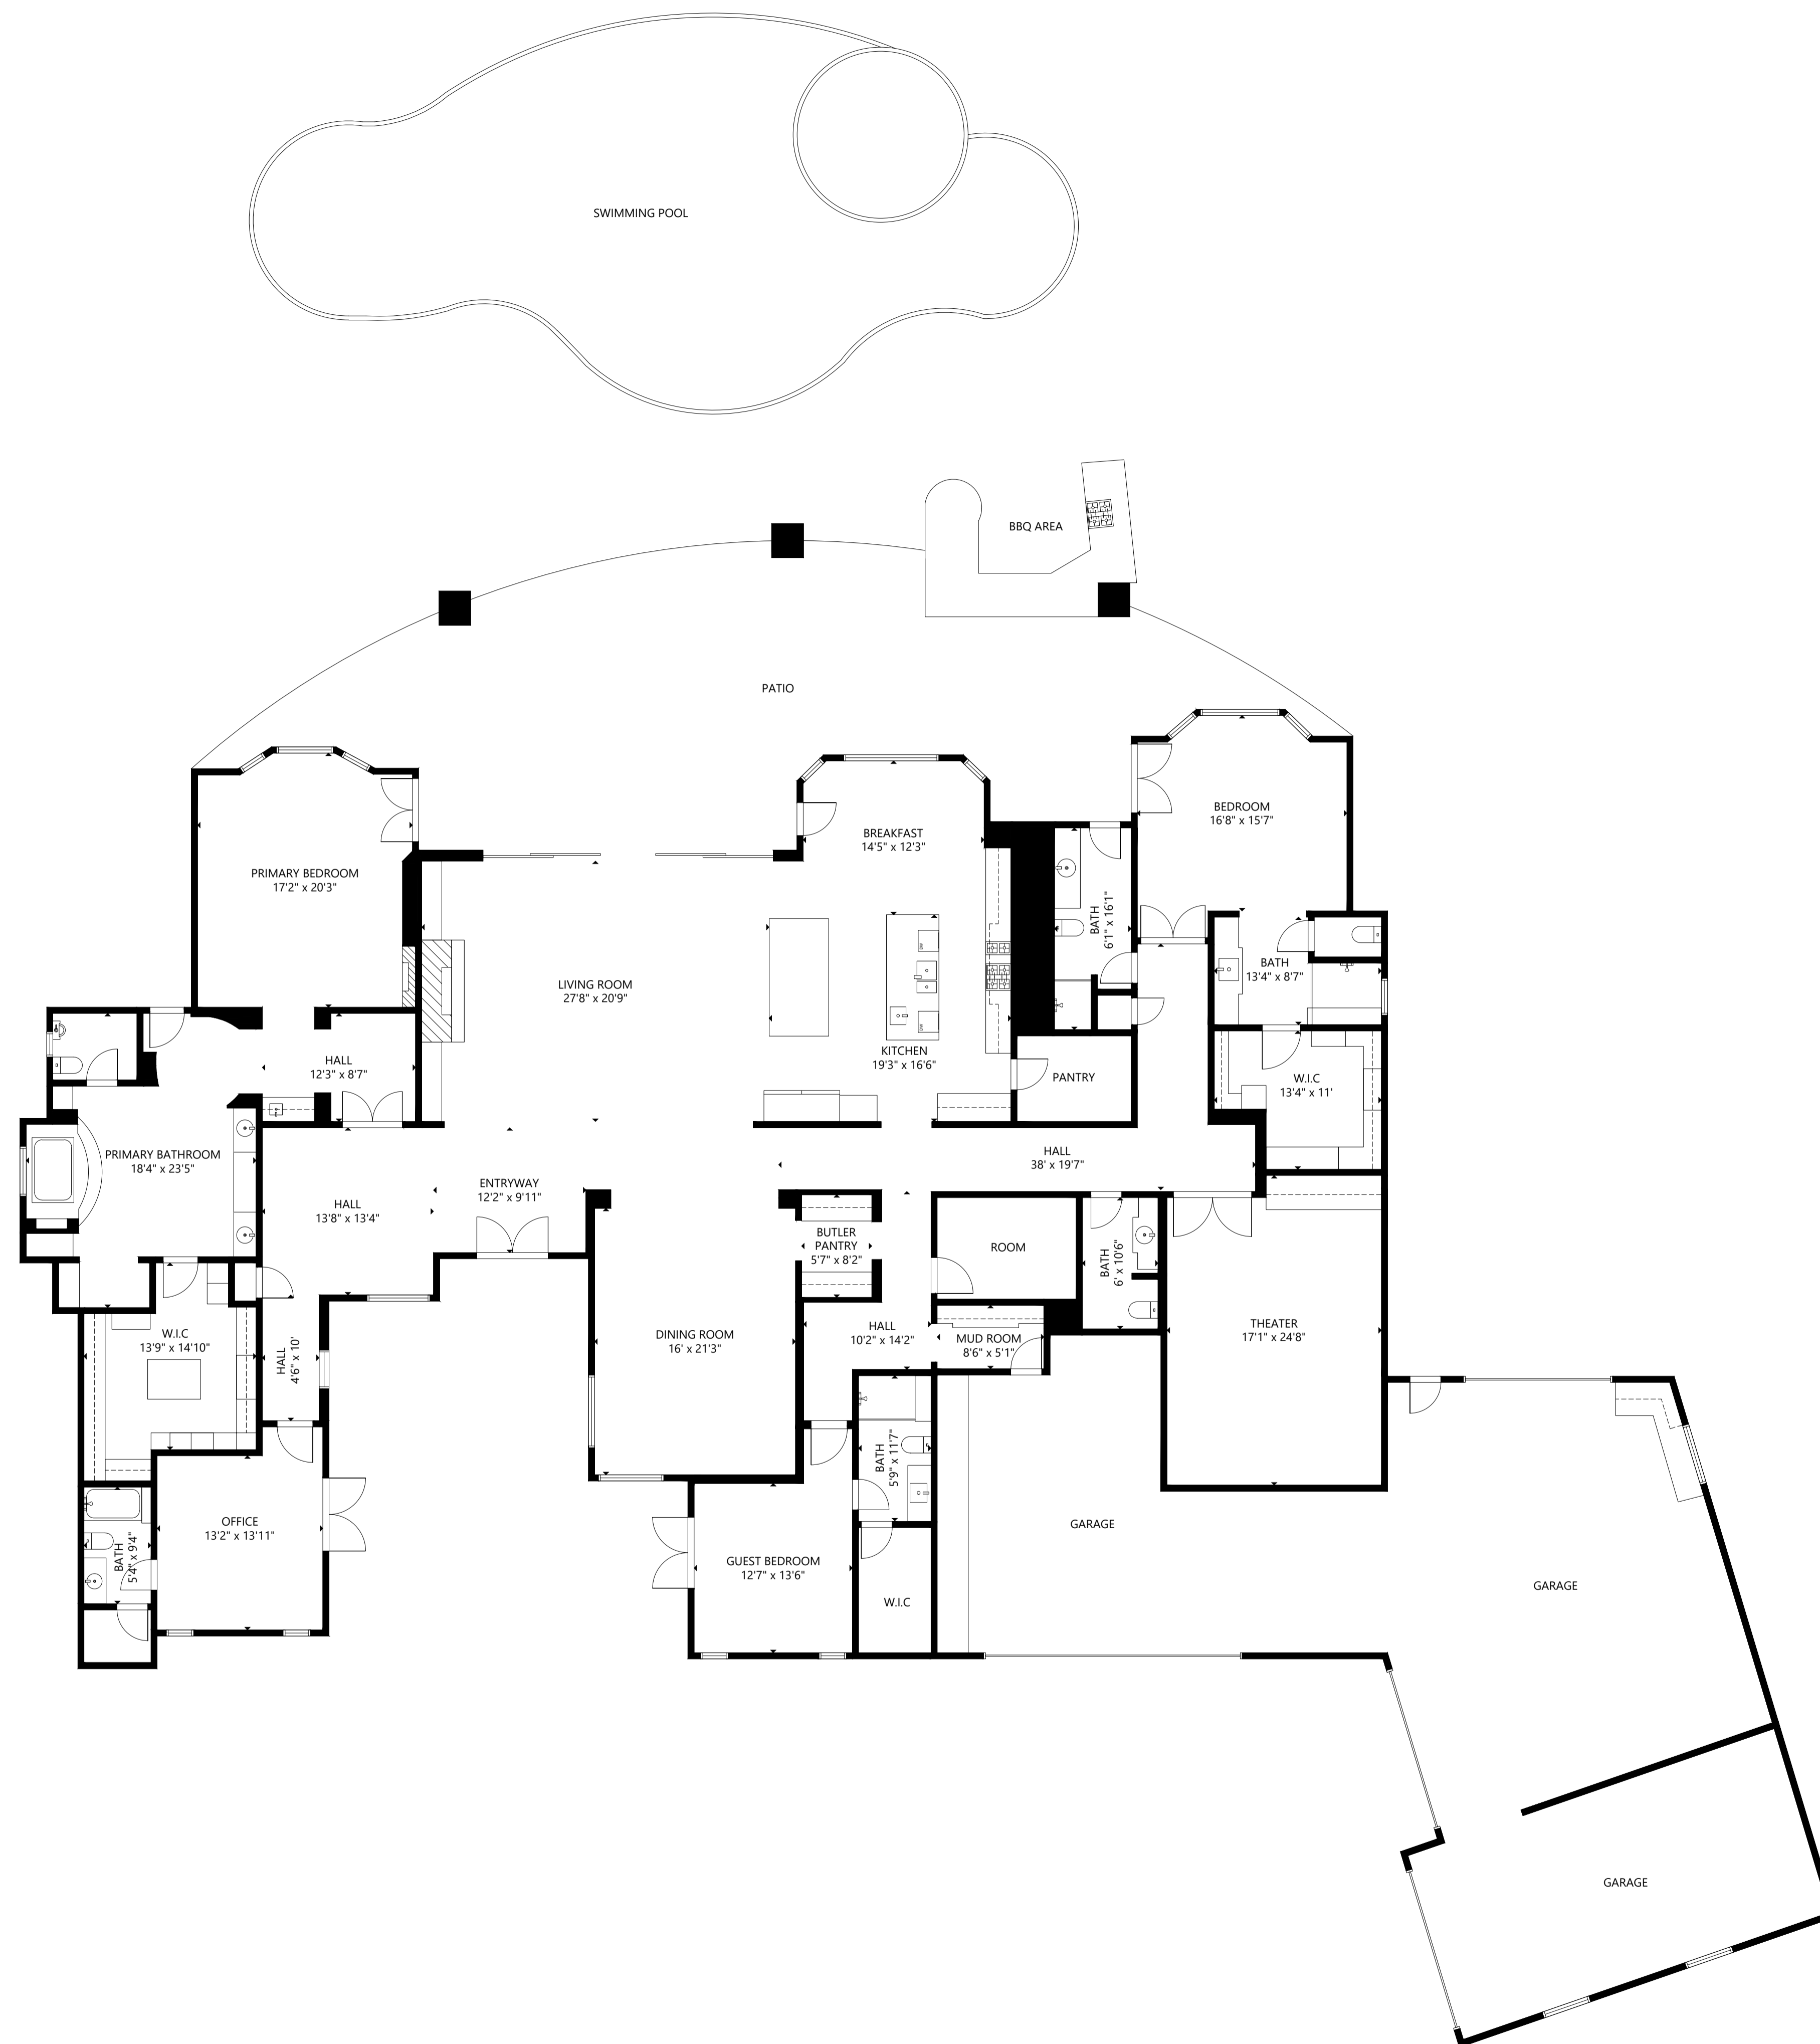 SWIMMING POOL
BBQ AREA
PATIO
BEDROOM
16'8" x 15'7"
BREAKFAST
14'5" x 12'3"
PRIMARY BEDROOM
17'2" x 20'3"
BATH
6'1" x 16'1"
BATH
13'4" x 8'7"
LIVING ROOM
27'8" x 20'9"
KITCHEN
19'3" x 16'6"
HALL
12'3" x 8'7"
PANTRY
W.I.C
13'4" x 11'
PRIMARY BATHROOM
18'4" x 23'5"
HALL
38' x 19'7"
ENTRYWAY
12'2" x 9'11"
HALL
13'8" x 13'4"
BUTLER
PANTRY
5'7" x 8'2"
ROOM
BATH
6' x 10'6"
THEATER
17'1" x 24'8"
W.I.C
13'9" x 14'10"
HALL
4'6" x 10'
DINING ROOM
16' x 21'3"
HALL
10'2" x 14'2"
MUD ROOM
8'6" x 5'1"
BATH
5'9" x 11'7"
OFFICE
13'2" x 13'11"
BATH
5'4" x 9'4"
GARAGE
GUEST BEDROOM
12'7" x 13'6"
W.I.C
GARAGE
GARAGE